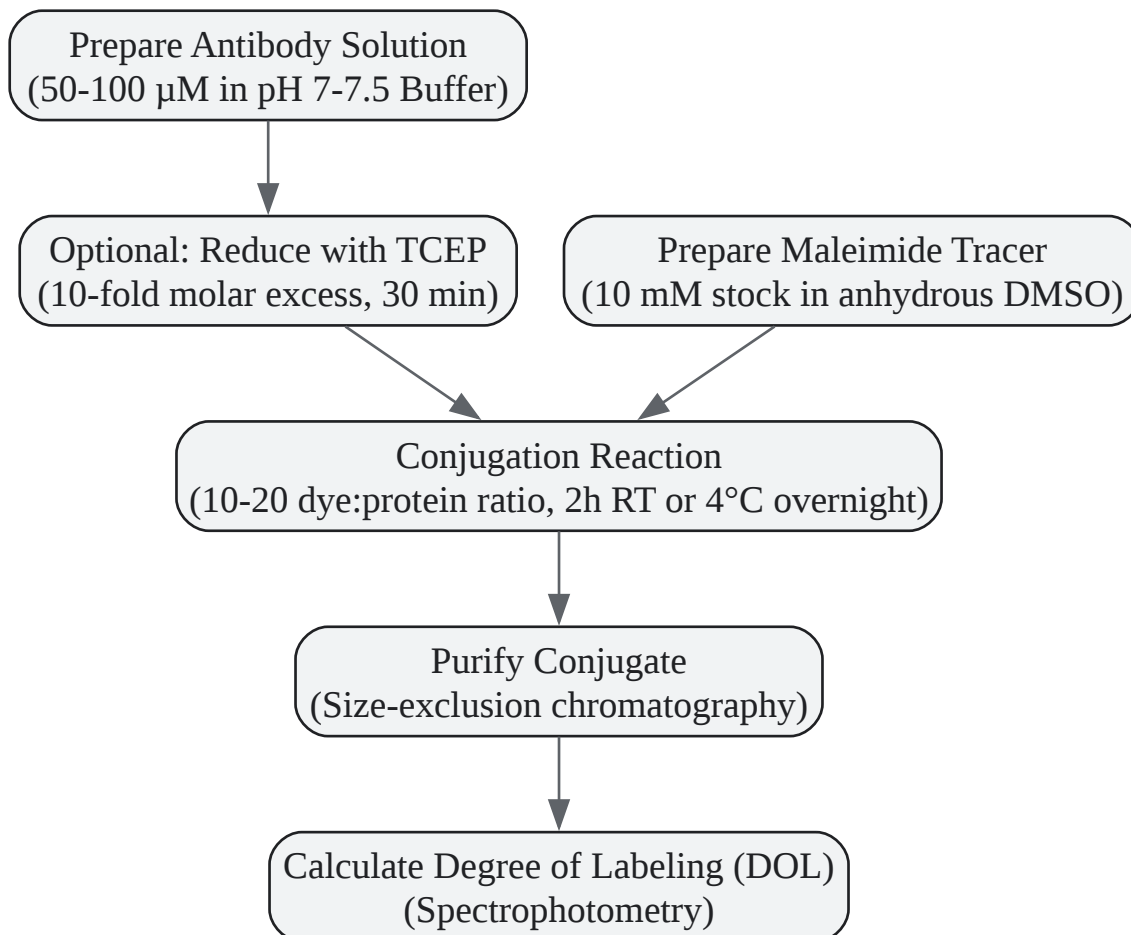 Prepare Antibody Solution
(50-100 µM in pH 7-7.5 Buffer)
Optional: Reduce with TCEP
(10-fold molar excess, 30 min)
Prepare Maleimide Tracer
(10 mM stock in anhydrous DMSO)
Conjugation Reaction
(10-20 dye:protein ratio, 2h RT or 4°C overnight)
Purify Conjugate
(Size-exclusion chromatography)
Calculate Degree of Labeling (DOL)
(Spectrophotometry)